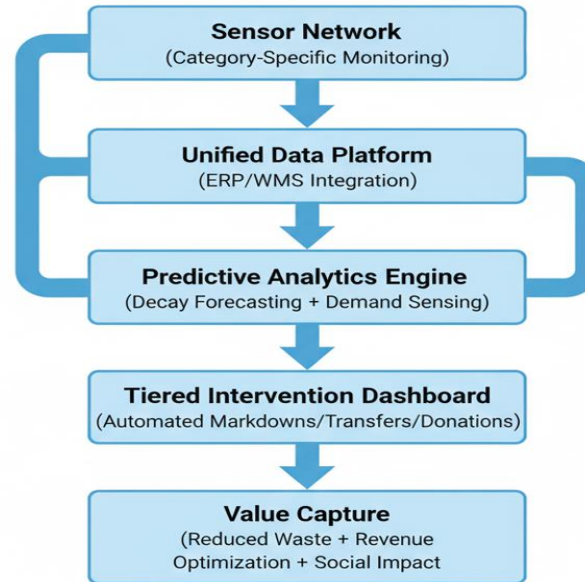 Sensor Network
(Category-Specific Monitoring)
Unified Data Platform
(ERP/WMS Integration)
Predictive Analytics Engine
(Decay Forecasting + Demand Sensing)
Tiered Intervention Dashboard
(Automated Markdowns/Transfers/Donations)
Value Capture
(Reduced Waste + Revenue
Optimization + Social Impact